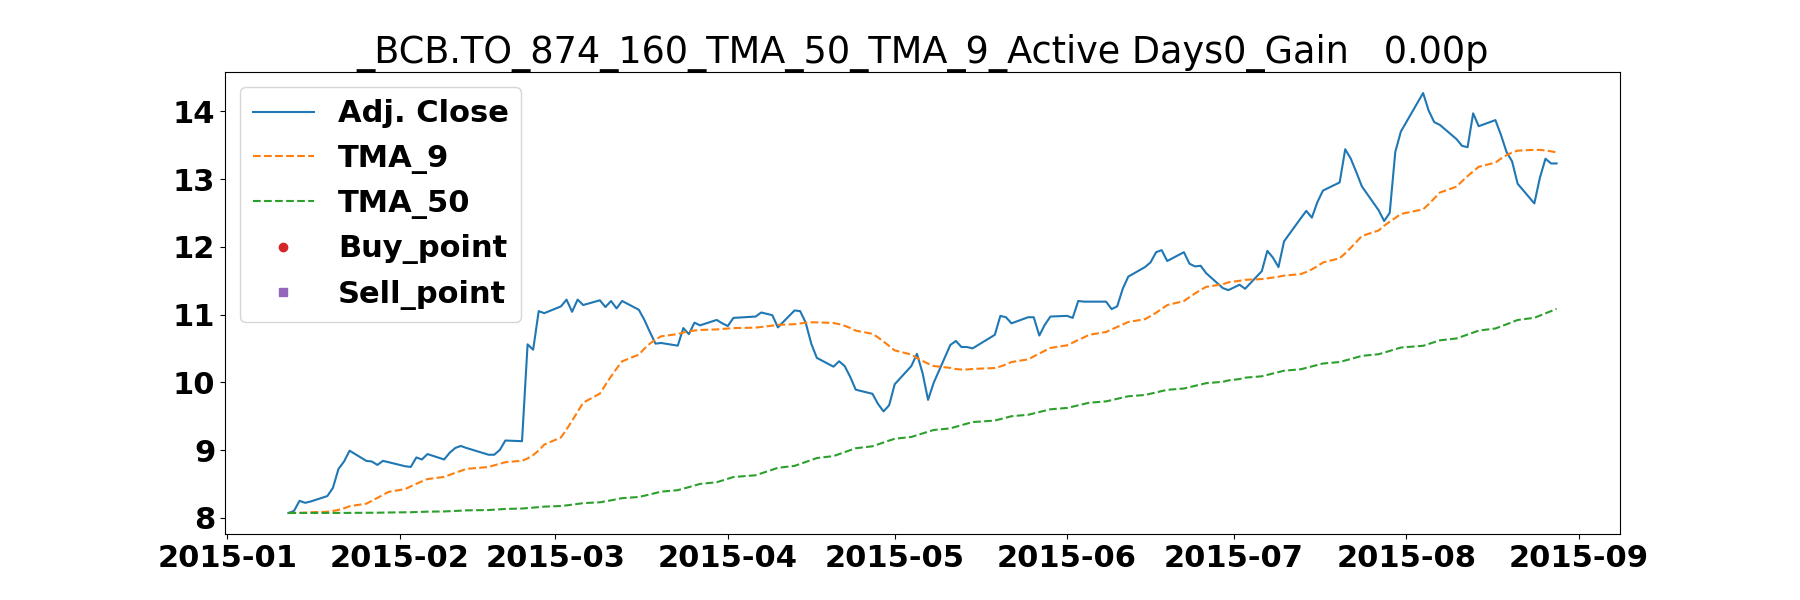 _BCB.TO_874_160_TMA_50_TMA_9_Active Days0_Gain   0.00p
Adj. Close
TMA_9
TMA_50
Buy_point
Sell_point
14
13
12
11
10
9
8
2015-01 2015-02 2015-03 2015-04 2015-05 2015-06 2015-07 2015-08 2015-09